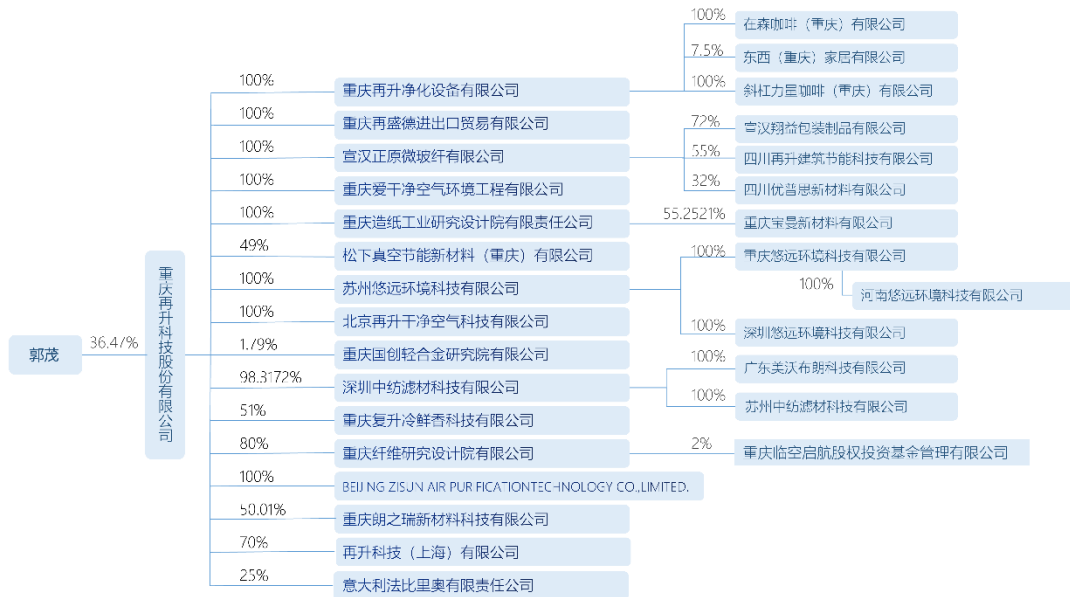 郭茂
36.47%
重庆再升科技股份有限公司
100%
重庆再升净化设备有限公司
100%
在森咖啡（重庆）有限公司
7.5%
东西（重庆）家居有限公司
100%
斜杠力量咖啡（重庆）有限公司
100%
重庆再盛德进出口贸易有限公司
100%
宣汉正原微玻纤有限公司
72%
宣汉翔益包装制品有限公司
55%
四川再升建筑节能科技有限公司
32%
四川优普思新材料有限公司
100%
重庆爱干净空气环境工程有限公司
100%
重庆造纸工业研究设计院有限责任公司
55.2521%
重庆宝曼新材料有限公司
49%
松下真空节能新材料（重庆）有限公司
100%
苏州悠远环境科技有限公司
100%
重庆悠远环境科技有限公司
100%
河南悠远环境科技有限公司
100%
深圳悠远环境科技有限公司
100%
北京再升干净空气科技有限公司
1.79%
重庆国创轻合金研究院有限公司
98.3172%
深圳中纺滤材科技有限公司
100%
广东美沃布朗科技有限公司
100%
苏州中纺滤材科技有限公司
51%
重庆复升冷鲜香科技有限公司
80%
重庆纤维研究设计院有限公司
2%
重庆临空启航股权投资基金管理有限公司
100%
BEIJING ZISUN AIR PURFICATIONTECHNOLOGY CO.,LIMITED.
50.01%
重庆朗之瑞新材料科技有限公司
70%
再升科技（上海）有限公司
25%
意大利法比里奥有限责任公司